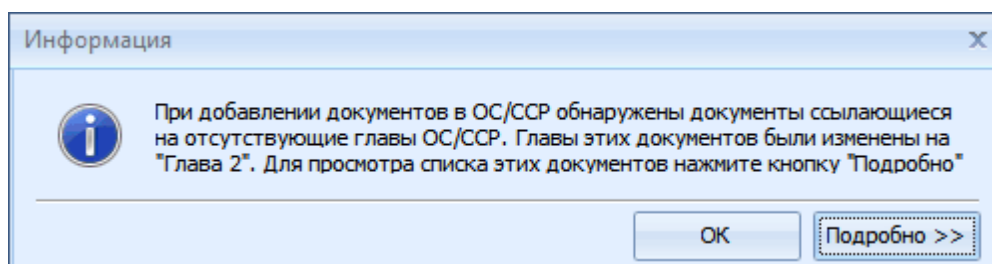 Информация
При добавлении документов в ОС/ССР обнаружены документы ссылающиеся
на отсутствующие главы ОС/ССР. Главы этих документов были изменены на
"Глава 2". Для просмотра списка этих документов нажмите кнопку "Подробно"
ОК
Подробно >>